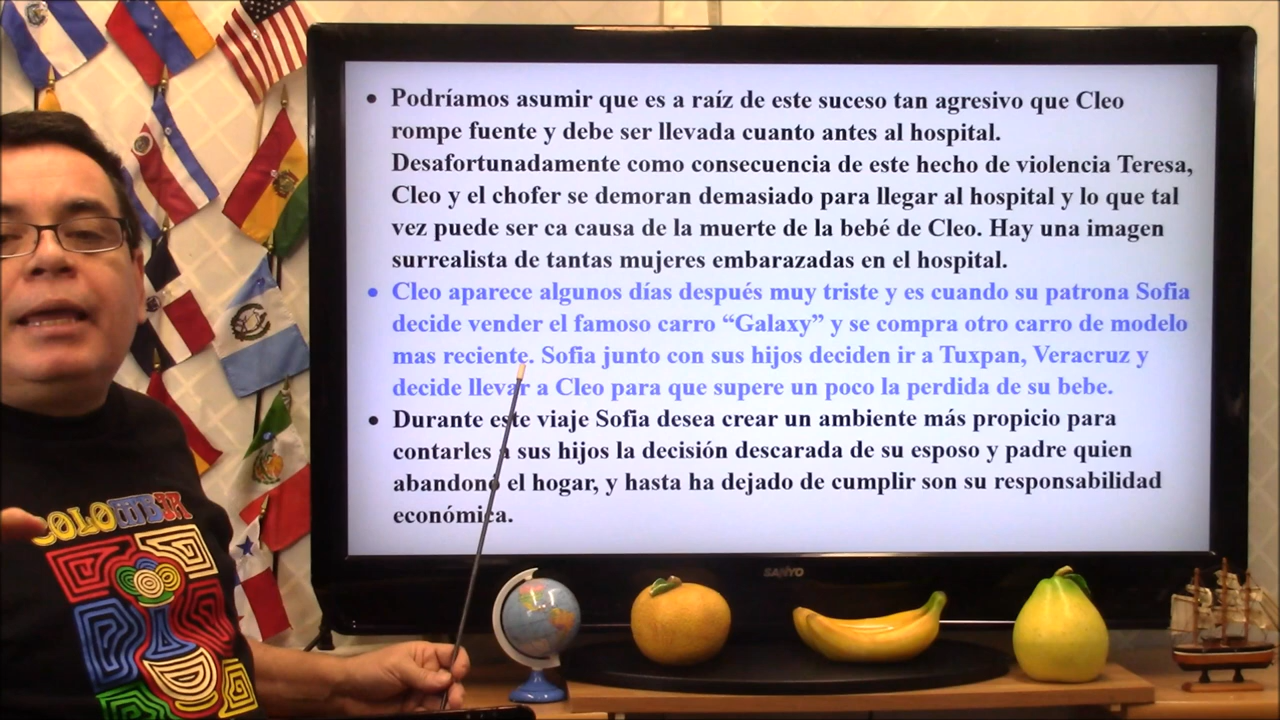 Podríamos asumir que es a raíz de este suceso tan agresivo que Cleo
rompe fuente y debe ser llevada cuanto antes al hospital.
Desafortunadamente como consecuencia de este hecho de violencia Teresa,
Cleo y el chofer se demoran demasiado para llegar al hospital y lo que tal
vez puede ser ca causa de la muerte de la bebé de Cleo. Hay una imagen
surrealista de tantas mujeres embarazadas en el hospital.
Cleo aparece algunos días después muy triste y es cuando su patrona Sofia
decide vender el famoso carro “Galaxy” y se compra otro carro de modelo
mas reciente. Sofia junto con sus hijos deciden ir a Tuxpan, Veracruz y
decide llevar a Cleo para que supere un poco la perdida de su bebe.
Durante este viaje Sofia desea crear un ambiente más propicio para
contarles a sus hijos la decisión descarada de su esposo y padre quien
abandonó el hogar, y hasta ha dejado de cumplir son su responsabilidad
económica.
SANYO